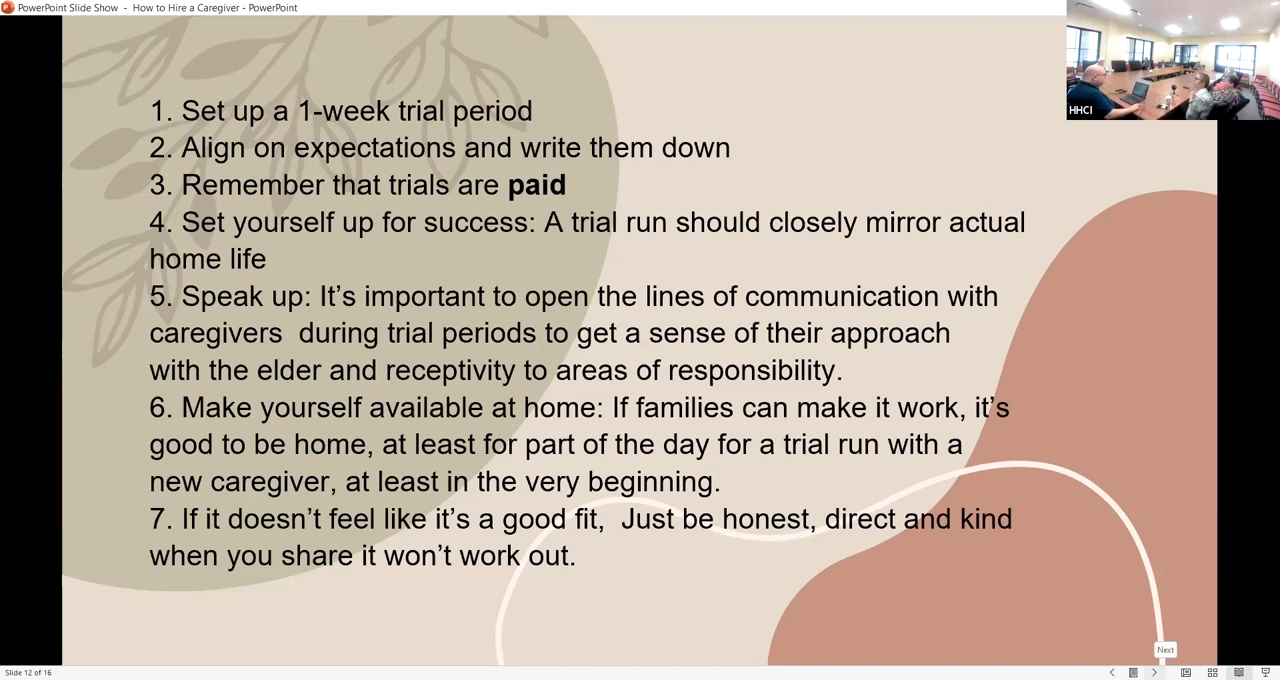 PowerPoint Slide Show - How to Hire a Caregiver - PowerPoint
HHCI
1. Set up a 1-week trial period
2. Align on expectations and write them down
3. Remember that trials are paid
4. Set yourself up for success: A trial run should closely mirror actual
home life
5. Speak up: It’s important to open the lines of communication with
caregivers  during trial periods to get a sense of their approach
with the elder and receptivity to areas of responsibility.
6. Make yourself available at home: If families can make it work, it’s
good to be home, at least for part of the day for a trial run with a
new caregiver, at least in the very beginning.
7. If it doesn’t feel like it’s a good fit,  Just be honest, direct and kind
when you share it won’t work out.
Next
Slide 12 of 16